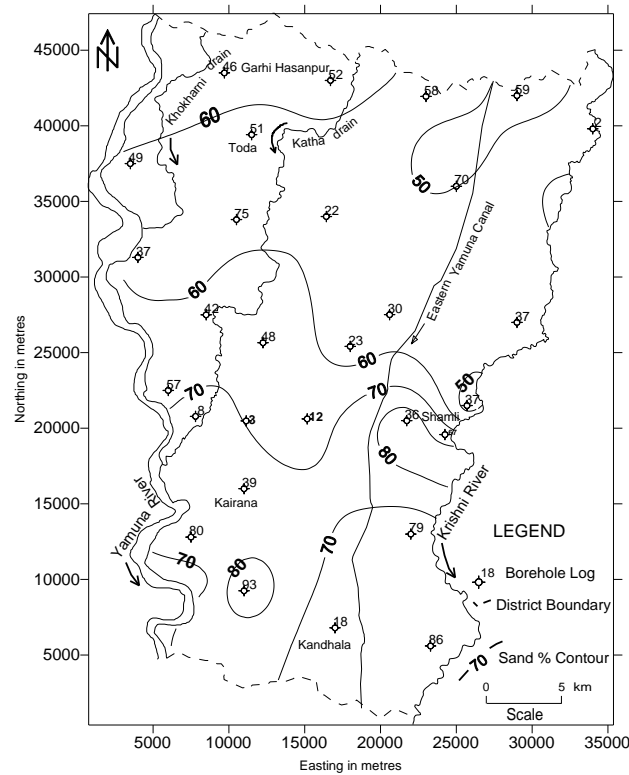 45000
40000
35000
30000
25000
20000
15000
10000
5000
Northing in metres
N
46 Garhi Hasanpur
52
58
59
2
Khokharni drain
60
51
Toda
Katha drain
49
50
70
75
22
37
60
42
30
Eastern Yamuna Canal
37
48
23
60
57
70
70
50
37
8
3
12
36
Shamli
80
39
Kairana
Yamuna River
Krishni River
80
70
80
93
70
79
18
Kandhala
86
LEGEND
18 Borehole Log
District Boundary
70 Sand % Contour
0 5 km
Scale
5000 10000 15000 20000 25000 30000 35000
Easting in metres